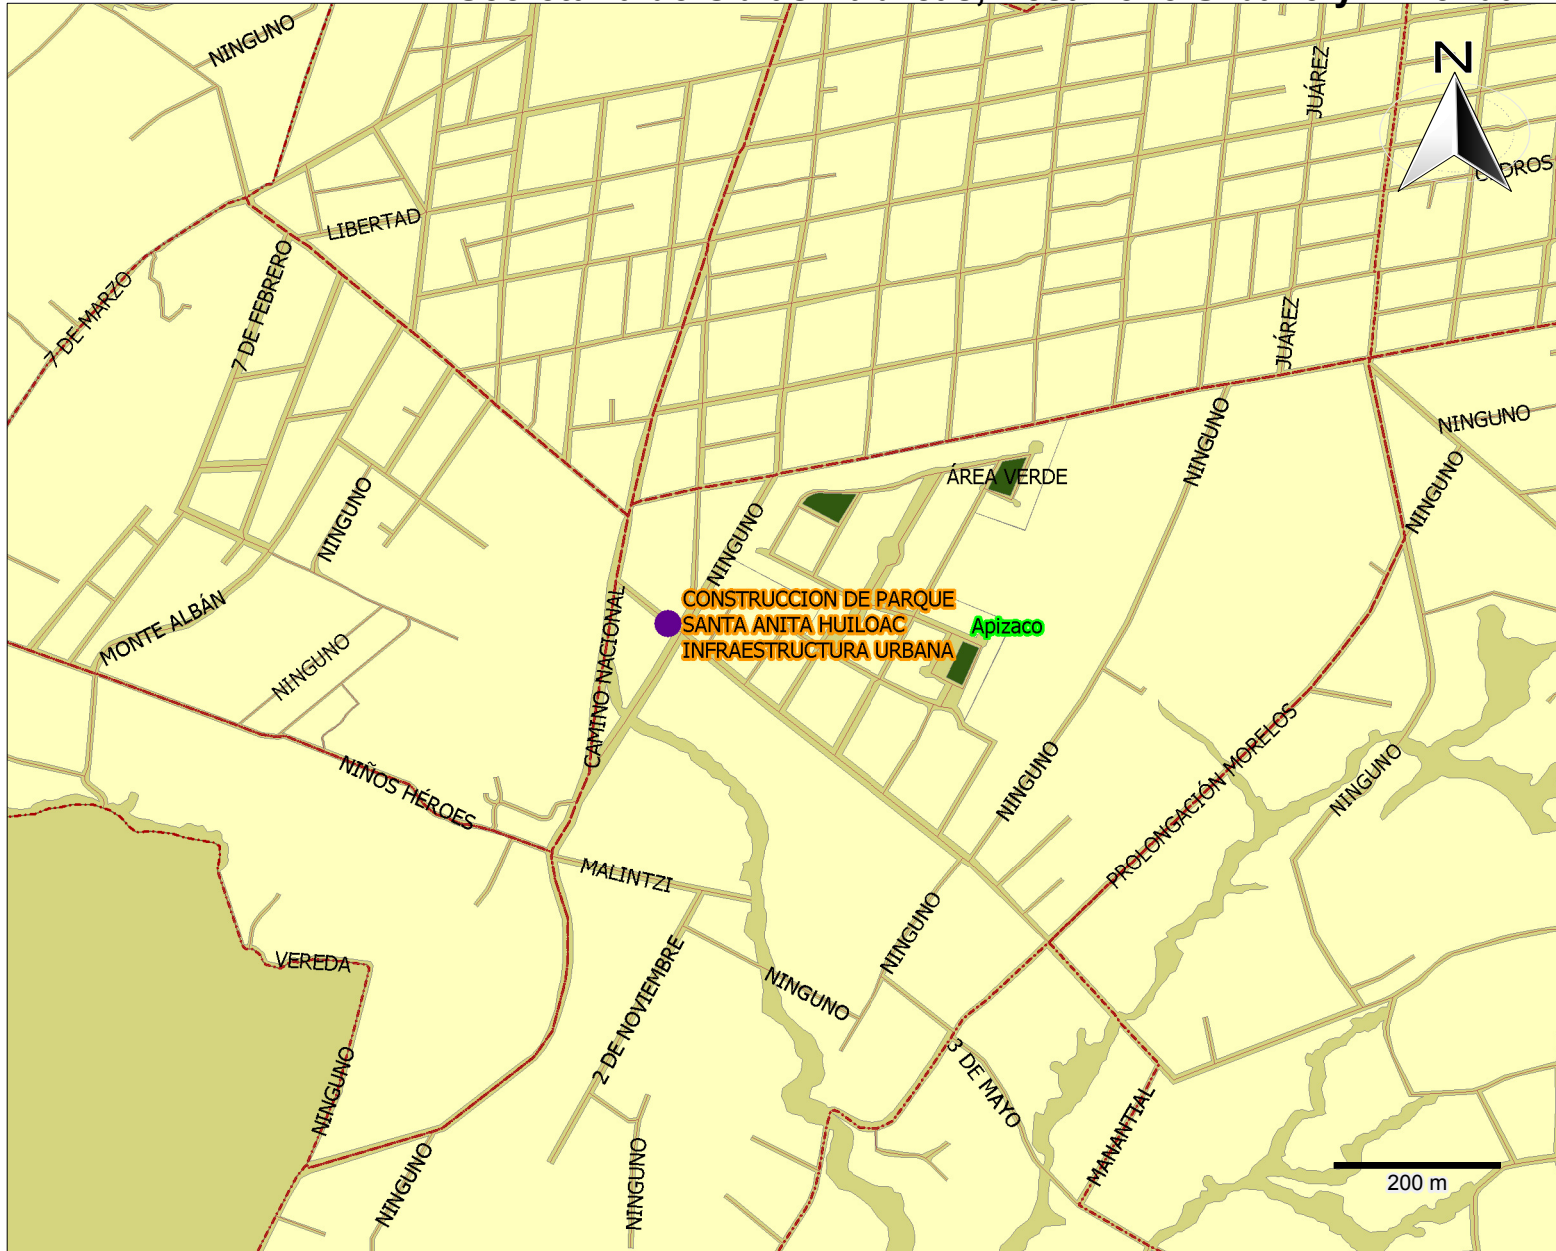 NINGUNO
N
JUÁREZ
LIBERTAD
7 DE FEBRERO
7 DE MARZO
JUÁREZ
NINGUNO
NINGUNO
NINGUNO
ÁREA VERDE
NINGUNO
NINGUNO
CONSTRUCCION DE PARQUE
SANTA ANITA HUILOAC
INFRAESTRUCTURA URBANA
Apizaco
MONTE ALBÁN
NINGUNO
CAMINO NACIONAL
NIÑOS HÉROES
NINGUNO
PROLONGACIÓN MORELOS
NINGUNO
MALINTZI
NINGUNO
VEREDA
2 DE NOVIEMBRE
NINGUNO
3 DE MAYO
NINGUNO
MANANTIAL
NINGUNO
NINGUNO
200 m